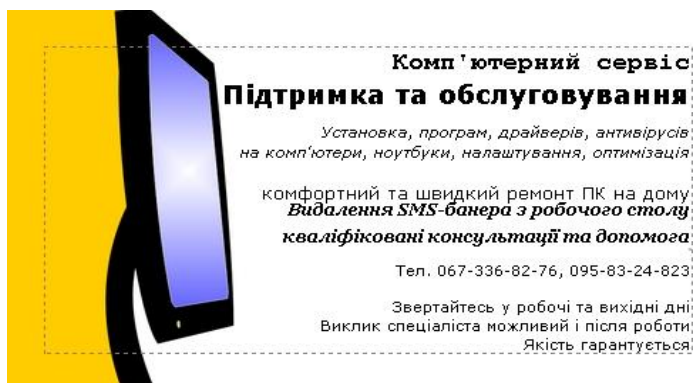 Комп'ютерний сервіс
Підтримка та обслуговування
Установка, програм, драйверів, антивірусів
на комп'ютери, ноутбуки, налаштування, оптимізація
комфортний та швидкий ремонт ПК на дому
Видалення SMS-банера з робочого столу
кваліфіковані консультації та допомога
Тел. 067-336-82-76, 095-83-24-823
Звертайтесь у робочі та вихідні дні
Виклик спеціаліста можливий і після роботи
Якість гарантується